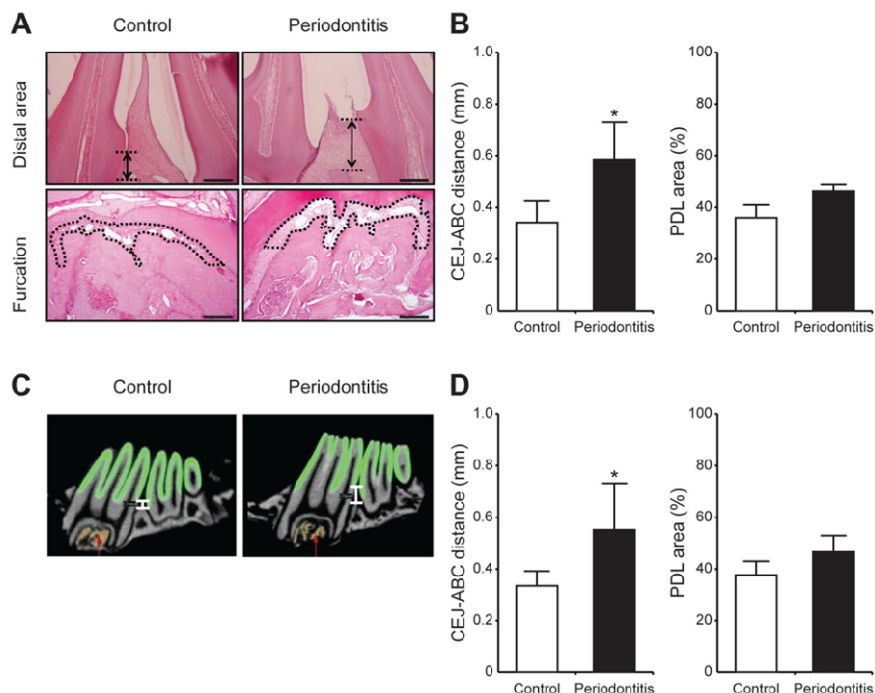 A
Control
Periodontitis
Distal area
Furcation
B
CEJ-ABC distance (mm)
1.0
0.8
0.6
0.4
0.2
0
*
Control
Periodontitis
PDL area (%)
100
80
60
40
20
0
Control
Periodontitis
C
Control
Periodontitis
D
CEJ-ABC distance (mm)
1.0
0.8
0.6
0.4
0.2
0
*
Control
Periodontitis
PDL area (%)
100
80
60
40
20
0
Control
Periodontitis